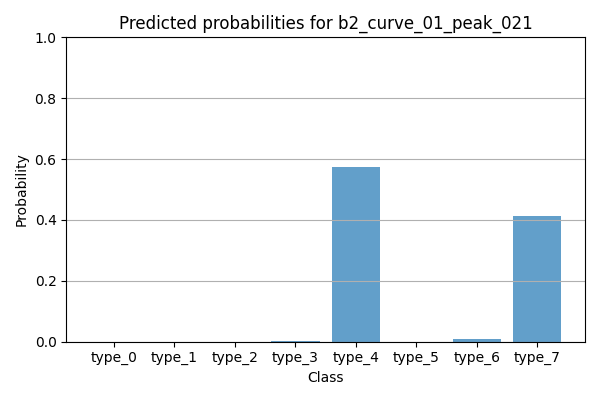 Predicted probabilities for b2_curve_01_peak_021
1.0
0.8
0.6
0.4
0.2
0.0
Probability
type_0 type_1 type_2 type_3 type_4 type_5 type_6 type_7
Class